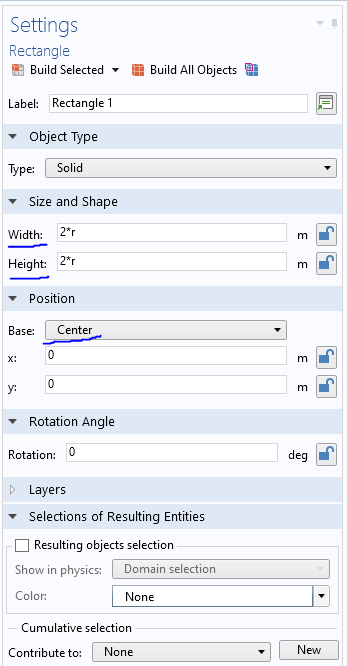 Settings
Rectangle
Build Selected Build All Objects
Label: Rectangle 1
Object Type
Type: Solid
Size and Shape
Width: 2*r m
Height: 2*r m
Position
Base: Center
x: 0 m
y: 0 m
Rotation Angle
Rotation: 0 deg
Layers
Selections of Resulting Entities
Resulting objects selection
Show in physics: Domain selection
Color: None
Cumulative selection
Contribute to: None New